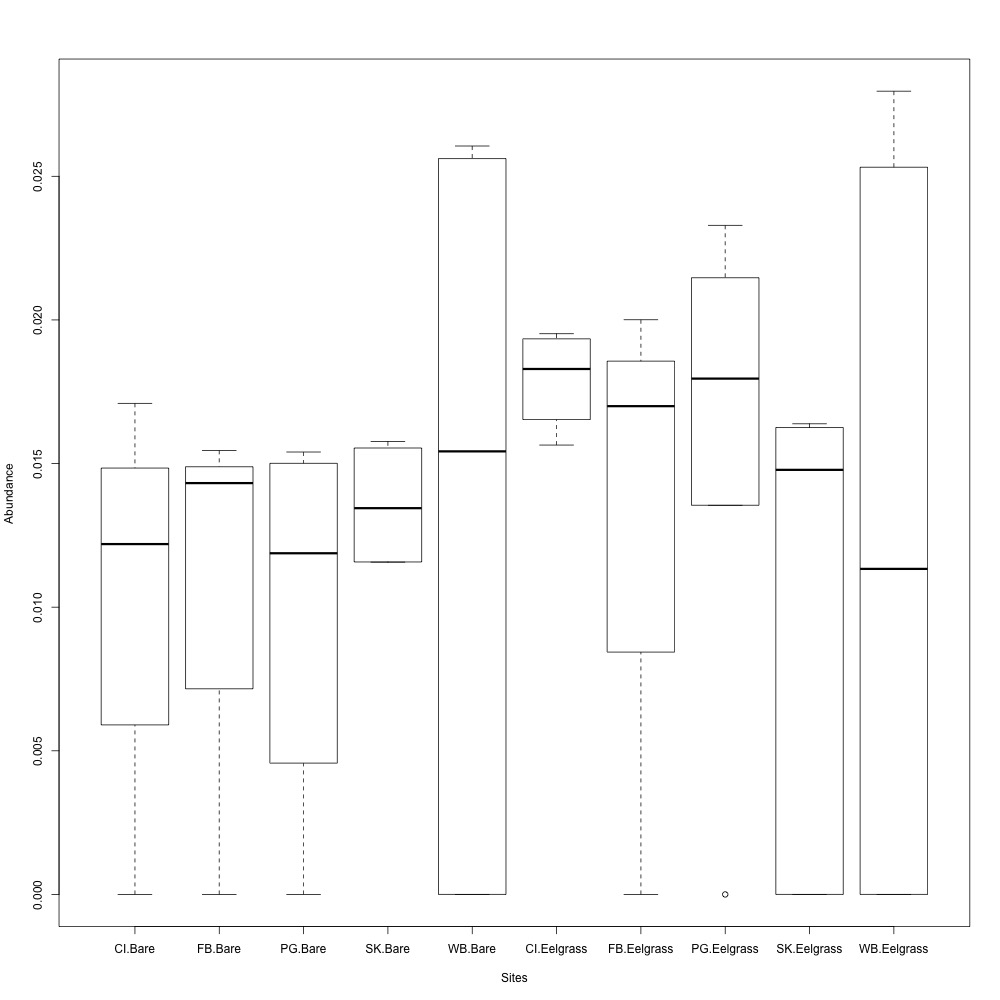 Abundance
0.025
0.020
0.015
0.010
0.005
0.000
CI.Bare FB.Bare PG.Bare SK.Bare WB.Bare CI.Eelgrass FB.Eelgrass PG.Eelgrass SK.Eelgrass WB.Eelgrass
Sites